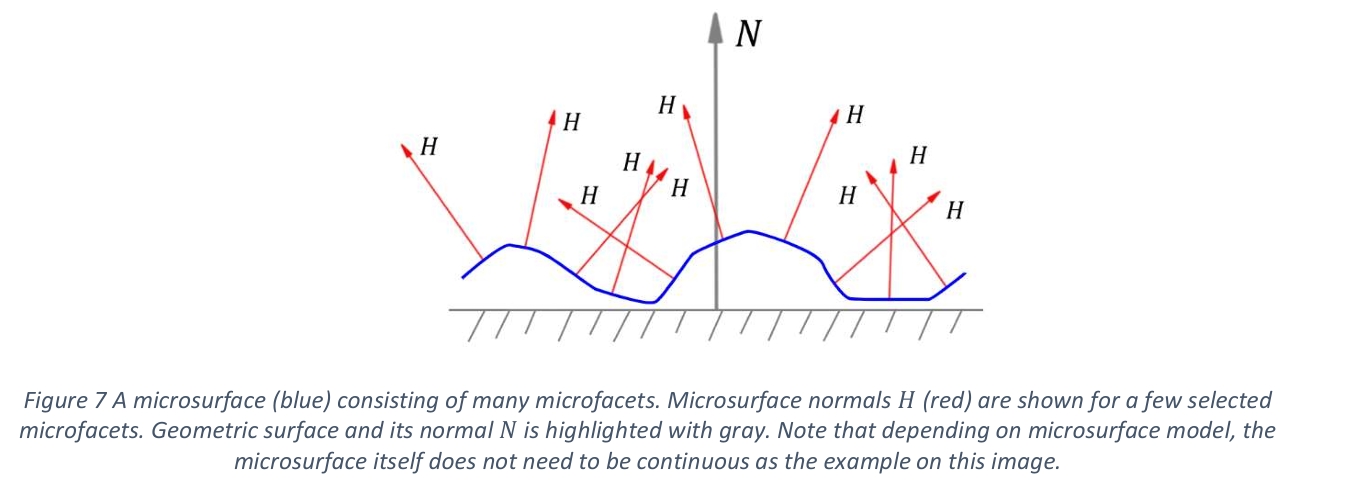 N
H
H
H
H
H
H
H
H
H
H
Figure 7 A microsurface (blue) consisting of many microfacets. Microsurface normals H (red) are shown for a few selected
microfacets. Geometric surface and its normal N is highlighted with gray. Note that depending on microsurface model, the
microsurface itself does not need to be continuous as the example on this image.